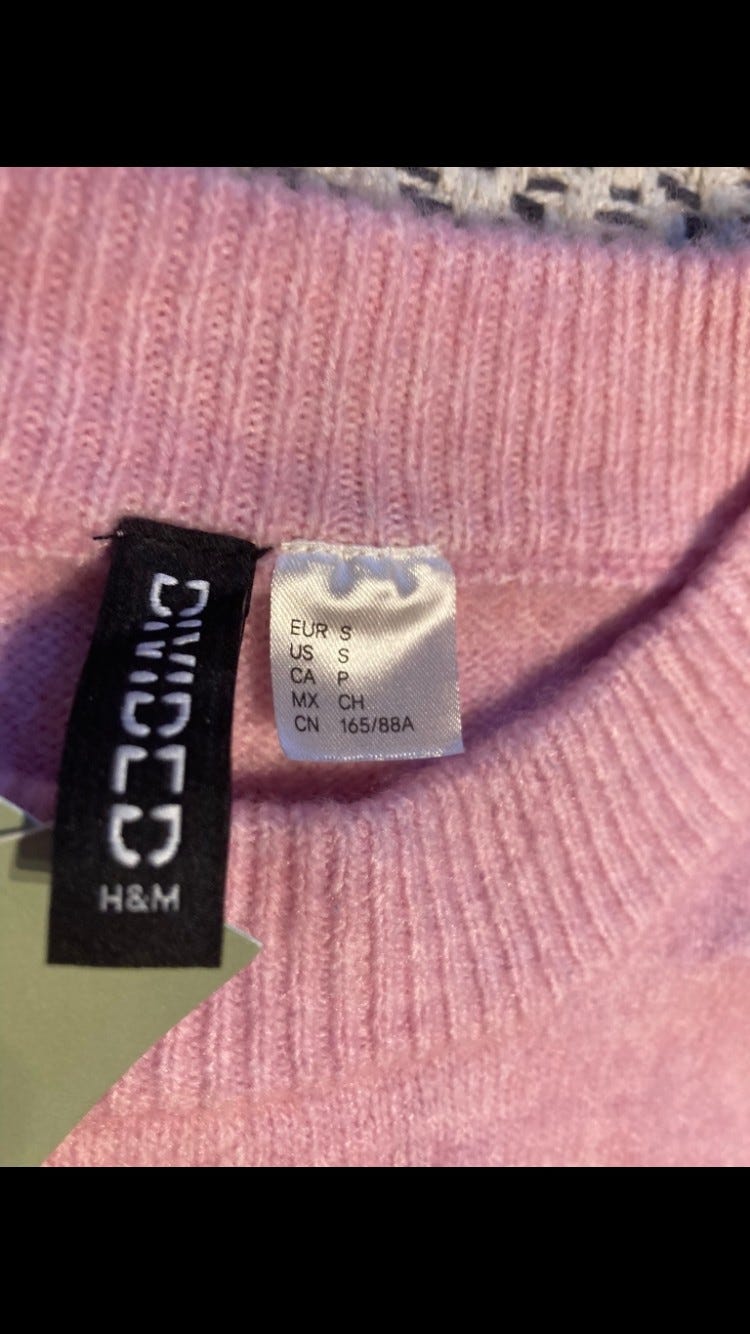 DIVIDED
H&M
EUR S
US S
CA P
MX CH
CN 165/88A